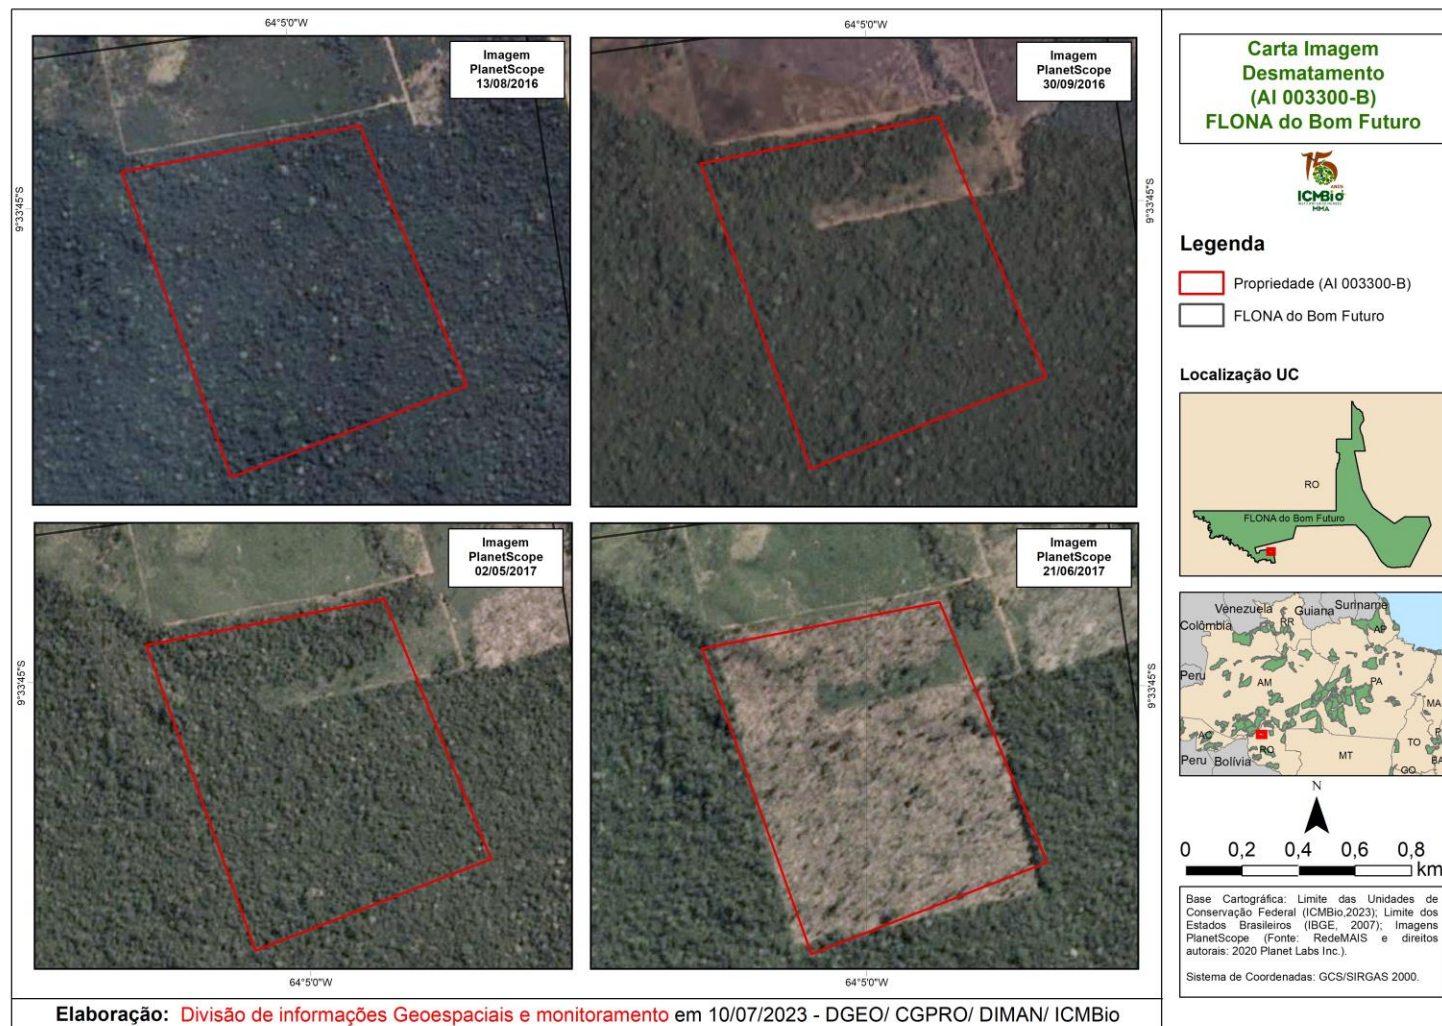 64°5'0"W
64°5'0"W
Imagem
PlanetScope
13/08/2016
Imagem
PlanetScope
30/09/2016
9°33'45"S
9°33'45"S
Imagem
PlanetScope
02/05/2017
Imagem
PlanetScope
21/06/2017
9°33'45"S
9°33'45"S
64°5'0"W
64°5'0"W
Carta Imagem
Desmatamento
(AI 003300-B)
FLONA do Bom Futuro
15
ANOS
ICMBio
MMA
Legenda
Propriedade (AI 003300-B)
FLONA do Bom Futuro
Localização UC
RO
FLONA do Bom Futuro
Venezuela
Guiana
Suriname
Colômbia
RR
AP
Peru
AM
PA
MA
AC
RO
TO
Peru
Bolívia
MT
GO
BA
N
0 0,2 0,4 0,6 0,8
km
Base Cartográfica: Limite das Unidades de
Conservação Federal (ICMBio,2023); Limite dos
Estados Brasileiros (IBGE, 2007); Imagens
PlanetScope (Fonte: RedeMAIS e direitos
autorais: 2020 Planet Labs Inc.).
Sistema de Coordenadas: GCS/SIRGAS 2000.
Elaboração: Divisão de informações Geoespaciais e monitoramento em 10/07/2023 - DGEO/ CGPRO/ DIMAN/ ICMBio